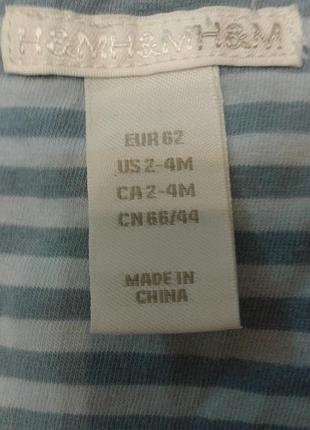 H&MH&MH&M
EUR 62
US 2-4M
CA 2-4M
CN 66/44
MADE IN
CHINA